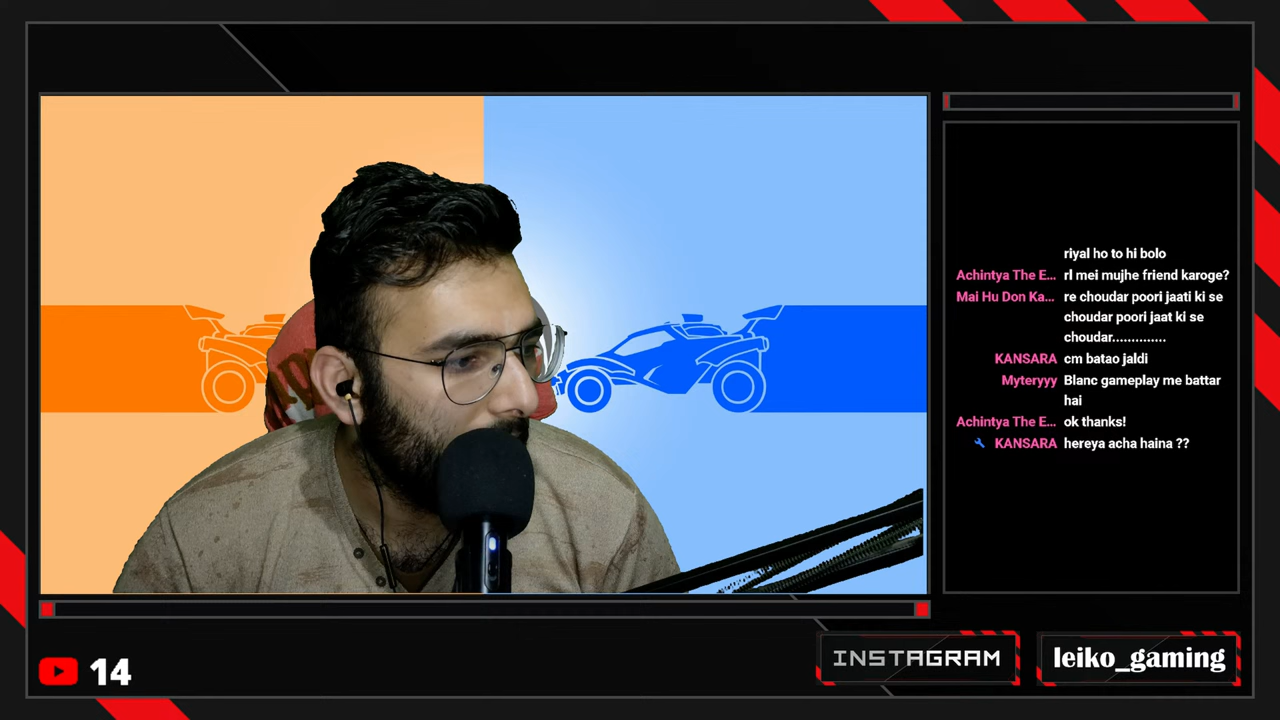 riyal ho to hi bolo
Achintya The E... rl mei mujhe friend karoge?
Mai Hu Don Ka... re choudar poori jaati ki se
choudar poori jaat ki se
choudar..............
KANSARA cm batao jaldi
Myteryyy Blanc gameplay me battar
hai
Achintya The E... ok thanks!
KANSARA hereya acha haina ??
14
INSTAGRAM
leiko_gaming